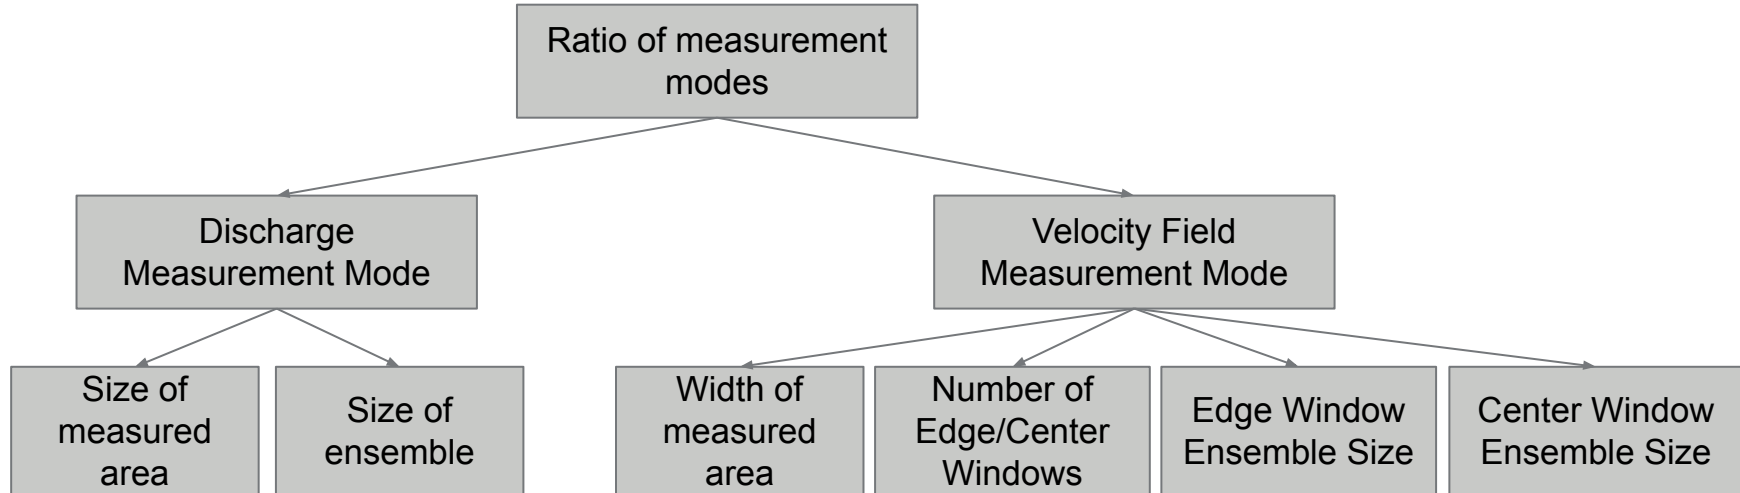 Ratio of measurement
modes
Discharge
Measurement Mode
Velocity Field
Measurement Mode
Size of
measured
area
Size of
ensemble
Width of
measured
area
Number of
Edge/Center
Windows
Edge Window
Ensemble Size
Center Window
Ensemble Size